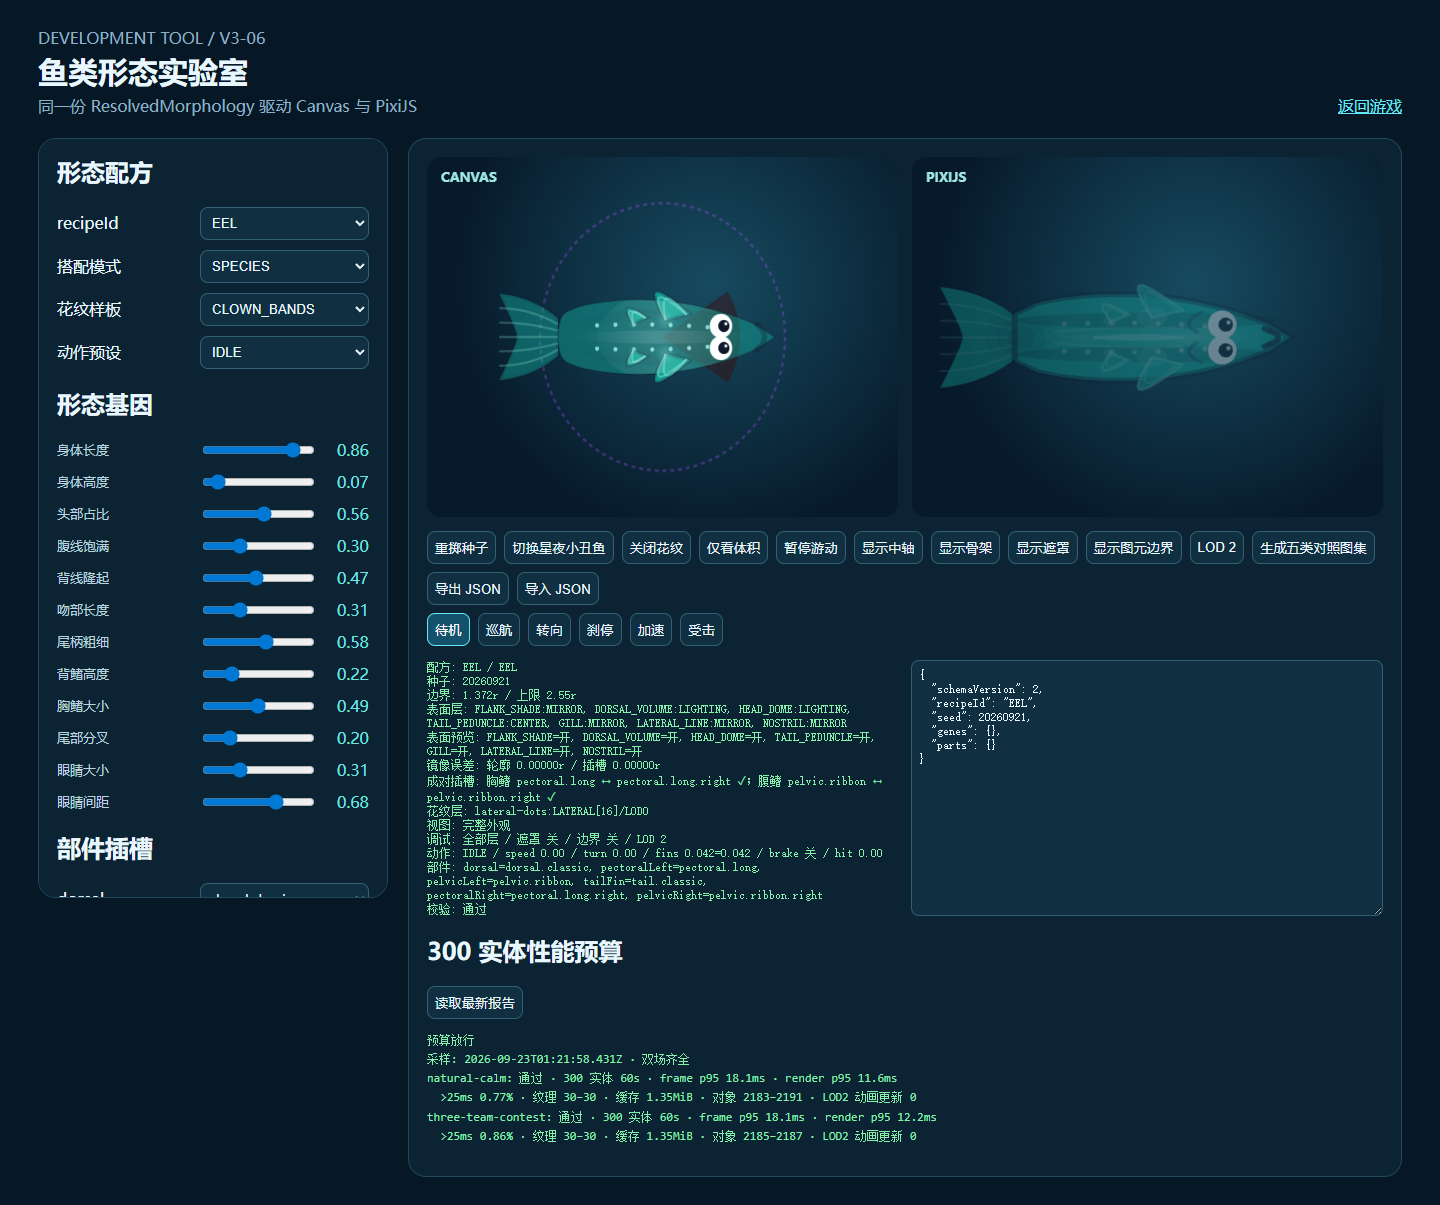 DEVELOPMENT TOOL / V3-06
鱼类形态实验室
同一份 ResolvedMorphology 驱动 Canvas 与 PixiJS
返回游戏
形态配方
recipeId
EEL
搭配模式
SPECIES
花纹样板
CLOWN_BANDS
动作预设
IDLE
形态基因
身体长度 0.86
身体高度 0.07
头部占比 0.56
腹线饱满 0.30
背线隆起 0.47
吻部长度 0.31
尾柄粗细 0.58
背鳍高度 0.22
胸鳍大小 0.49
尾部分叉 0.20
眼睛大小 0.31
眼睛间距 0.68
部件插槽
CANVAS
PIXIJS
重掷种子 切换星夜小丑鱼 关闭花纹 仅看体积 暂停游动 显示中轴 显示骨架 显示遮罩 显示图元边界 LOD 2 生成五类对照图集
导出 JSON 导入 JSON
待机 巡航 转向 刹停 加速 受击
配方: EEL / EEL
种子: 20260921
边界: 1.372r / 上限 2.55r
表面层: FLANK_SHADE:MIRROR, DORSAL_VOLUME:LIGHTING, HEAD_DOME:LIGHTING,
TAIL_PEDUNCLE:CENTER, GILL:MIRROR, LATERAL_LINE:MIRROR, NOSTRIL:MIRROR
表面预览: FLANK_SHADE=开, DORSAL_VOLUME=开, HEAD_DOME=开, TAIL_PEDUNCLE=开,
GILL=开, LATERAL_LINE=开, NOSTRIL=开
镜像误差: 轮廓 0.00000r / 插槽 0.00000r
成对插槽: 胸鳍 pectoral.long ↔ pectoral.long.right ✓; 腹鳍 pelvic.ribbon ↔
pelvic.ribbon.right ✓
花纹层: lateral-dots:LATERAL[16]/LOD0
视图: 完整外观
调试: 全部层 / 遮罩 关 / 边界 关 / LOD 2
动作: IDLE / speed 0.00 / turn 0.00 / fins 0.042=0.042 / brake 关 / hit 0.00
部件: dorsal=dorsal.classic, pectoralLeft=pectoral.long,
pelvicLeft=pelvic.ribbon, tailFin=tail.classic,
pectoralRight=pectoral.long.right, pelvicRight=pelvic.ribbon.right
校验: 通过
{
"schemaVersion": 2,
"recipeId": "EEL",
"seed": 20260921,
"genes": {},
"parts": {}
}
300 实体性能预算
读取最新报告
预算放行
采样: 2026-09-23T01:21:58.431Z · 双场齐全
natural-calm: 通过 · 300 实体 60s · frame p95 18.1ms · render p95 11.6ms
>25ms 0.77% · 纹理 30-30 · 缓存 1.35MiB · 对象 2183-2191 · LOD2 动画更新 0
three-team-contest: 通过 · 300 实体 60s · frame p95 18.1ms · render p95 12.2ms
>25ms 0.86% · 纹理 30-30 · 缓存 1.35MiB · 对象 2185-2187 · LOD2 动画更新 0